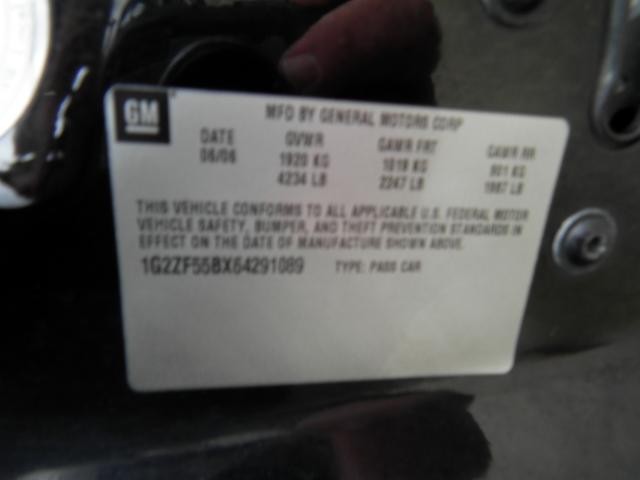 GM
MFD BY GENERAL MOTORS CORP
DATE GVWR GAWR FRT GAWR RR
06/06 1920 KG 1019 KG 901 KG
4234 LB 2247 LB 1987 LB
THIS VEHICLE CONFORMS TO ALL APPLICABLE U.S. FEDERAL MOTOR
VEHICLE SAFETY, BUMPER, AND THEFT PREVENTION STANDARDS IN
EFFECT ON THE DATE OF MANUFACTURE SHOWN ABOVE.
1G2ZF55BX64291089 TYPE: PASS CAR